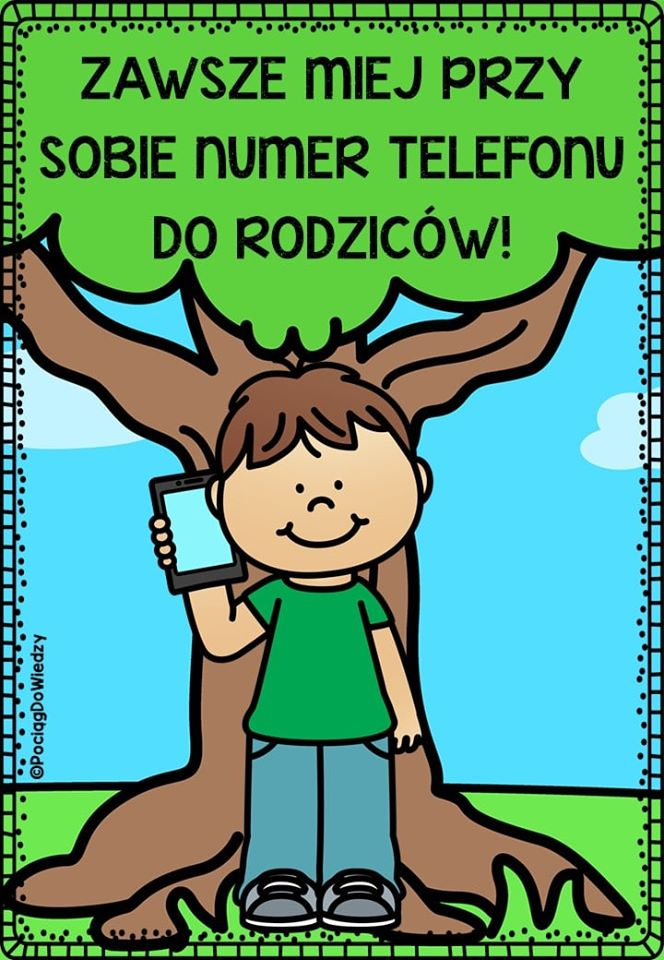 ZAWSZE MIEJ PRZY
SOBIE NUMER TELEFONU
DO RODZICÓW!
©PociągDoWiedzy